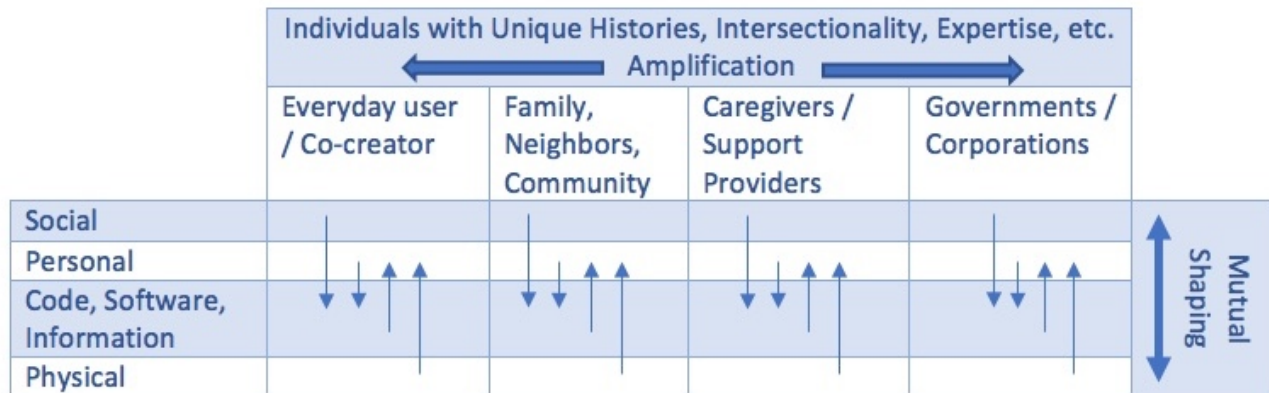 Individuals with Unique Histories, Intersectionality, Expertise, etc.
Amplification
Everyday user
/ Co-creator
Family,
Neighbors,
Community
Caregivers /
Support
Providers
Governments /
Corporations
Social
Personal
Code, Software,
Information
Physical
Mutual
Shaping